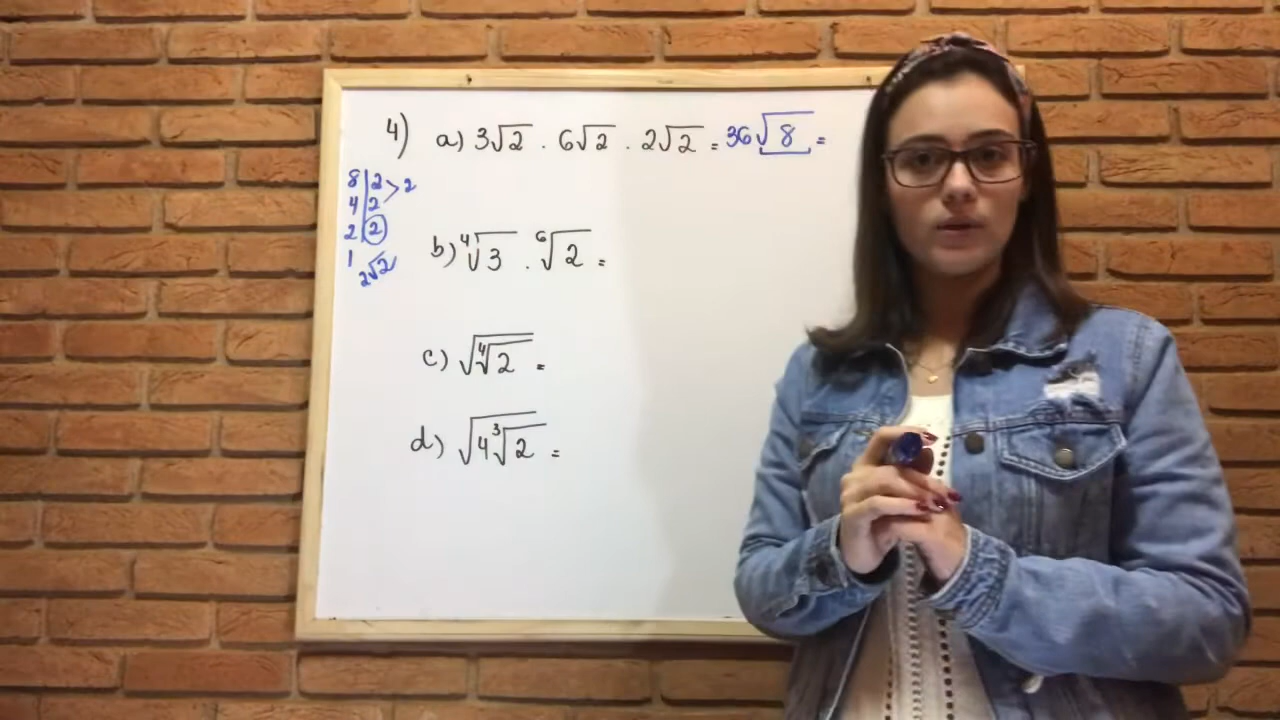 4) a) 3√2 . 6√2 . 2√2 = 36√8 =
8|2 > 2
4|2
2|2
1
2√2
b) ⁴√3 . ⁶√2 =
c) √⁴√2 =
d) √4³√2 =